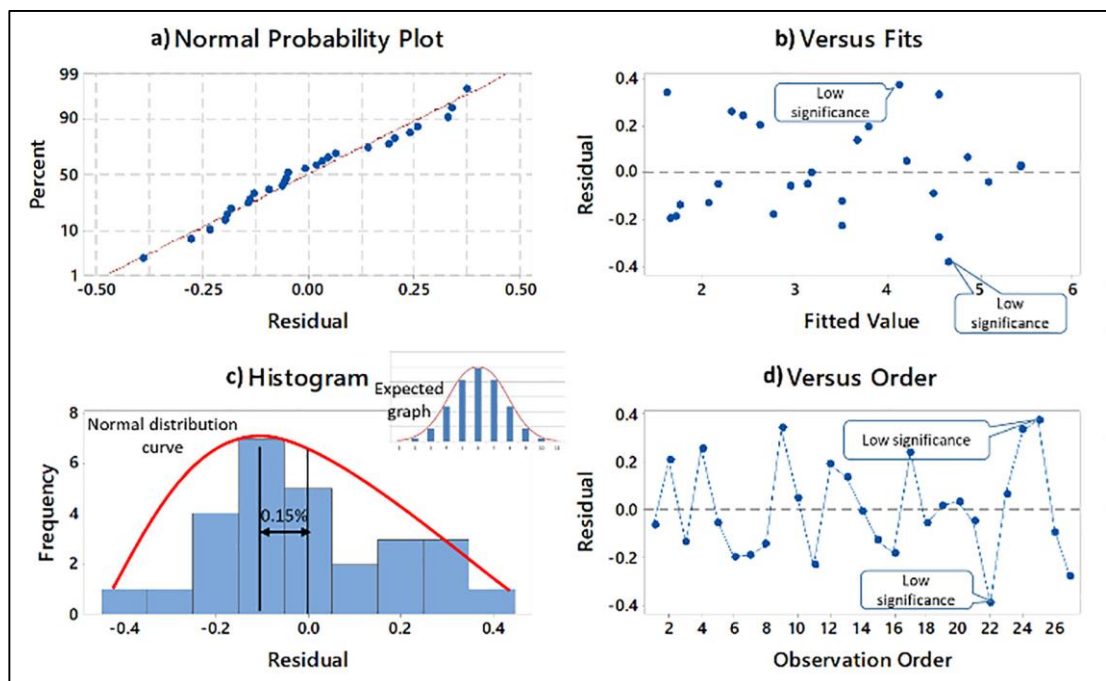 a) Normal Probability Plot
99
90
50
10
1
Percent
-0.50
-0.25
0.00
0.25
0.50
Residual
b) Versus Fits
0.4
0.2
0.0
-0.2
-0.4
Residual
Low
significance
Low
significance
2
3
4
5
6
Fitted Value
c) Histogram
Expected
graph
Normal distribution
curve
8
6
4
2
0
Frequency
0.15%
-0.4
-0.2
0.0
0.2
0.4
Residual
d) Versus Order
0.4
0.2
0.0
-0.2
-0.4
Residual
Low significance
Low
significance
2
4
6
8
10
12
14
16
18
20
22
24
26
Observation Order